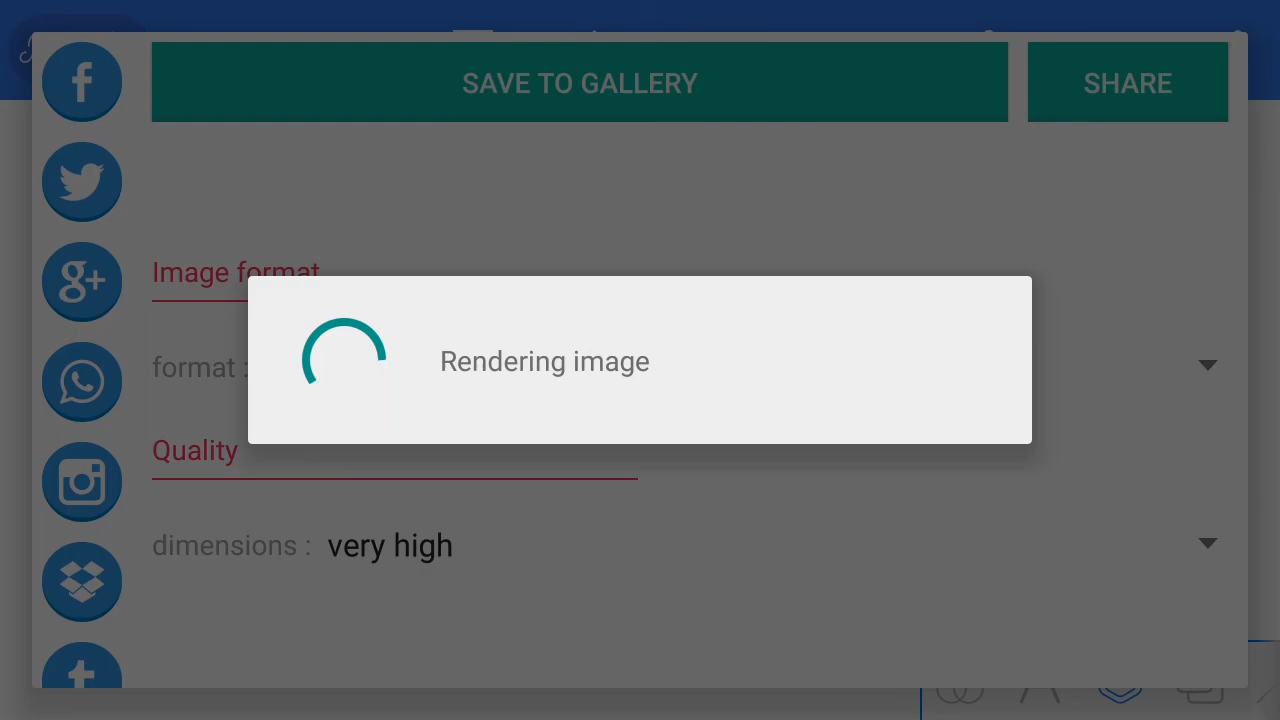 SAVE TO GALLERY
SHARE
Image format
format :
Rendering image
Quality
dimensions : very high